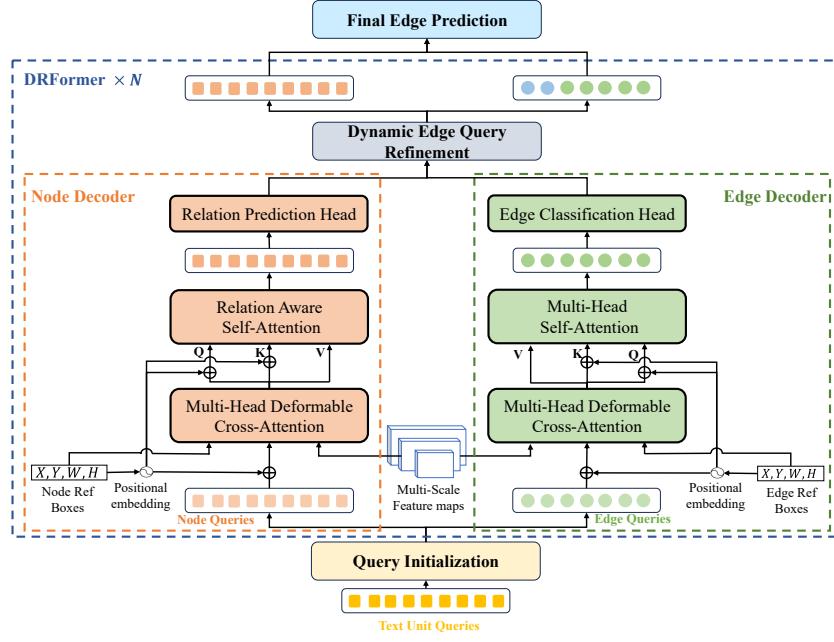 Final Edge Prediction
DRFormer × N
Dynamic Edge Query
Refinement
Node Decoder
Edge Decoder
Relation Prediction Head
Edge Classification Head
Relation Aware
Self-Attention
Multi-Head
Self-Attention
Q
K
V
V
K
Q
Multi-Head Deformable
Cross-Attention
Multi-Head Deformable
Cross-Attention
X, Y, W, H
Node Ref
Boxes
Positional
embedding
Multi-Scale
Feature maps
X, Y, W, H
Edge Ref
Boxes
Positional
embedding
Node Queries
Edge Queries
Query Initialization
Text Unit Queries